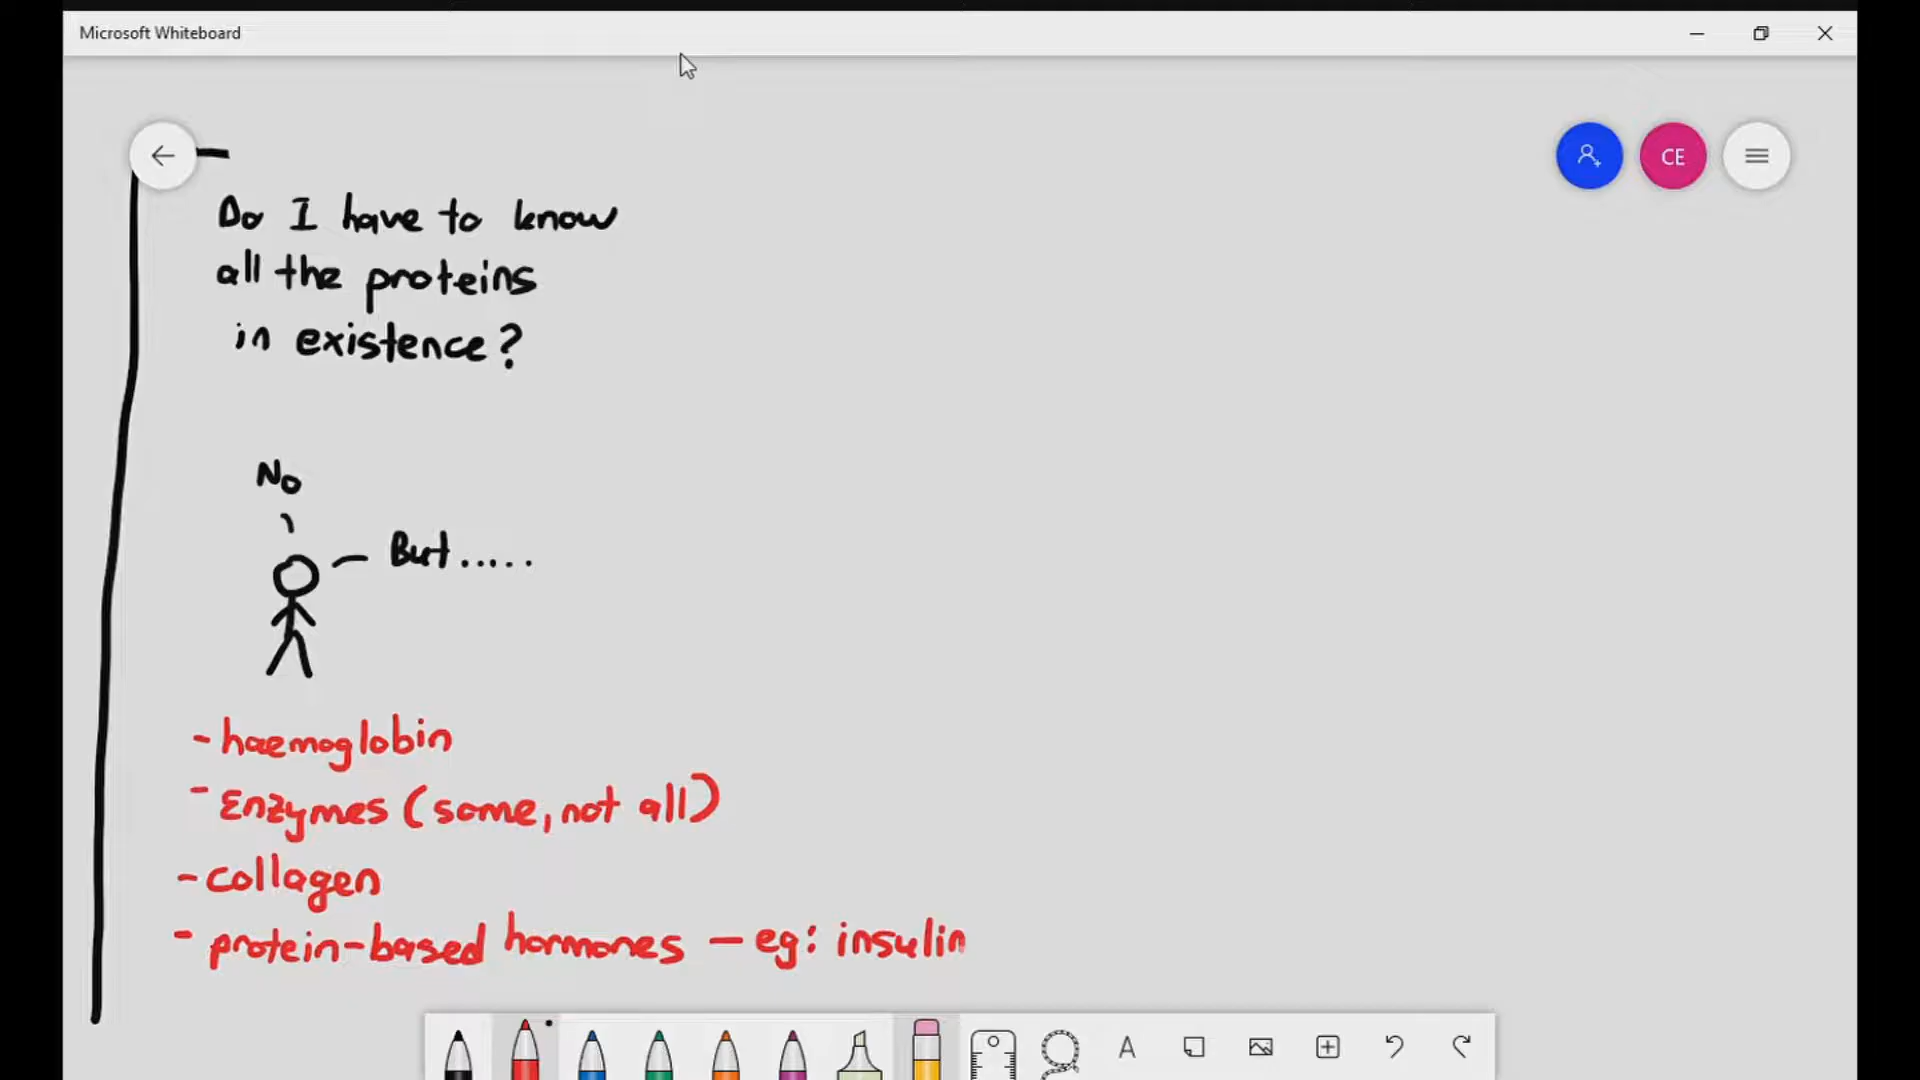 Microsoft Whiteboard
CE
Do I have to know
all the proteins
in existence?
No
But.....
- haemoglobin
- Enzymes (some, not all)
- collagen
- protein-based hormones - eg: insulin
A